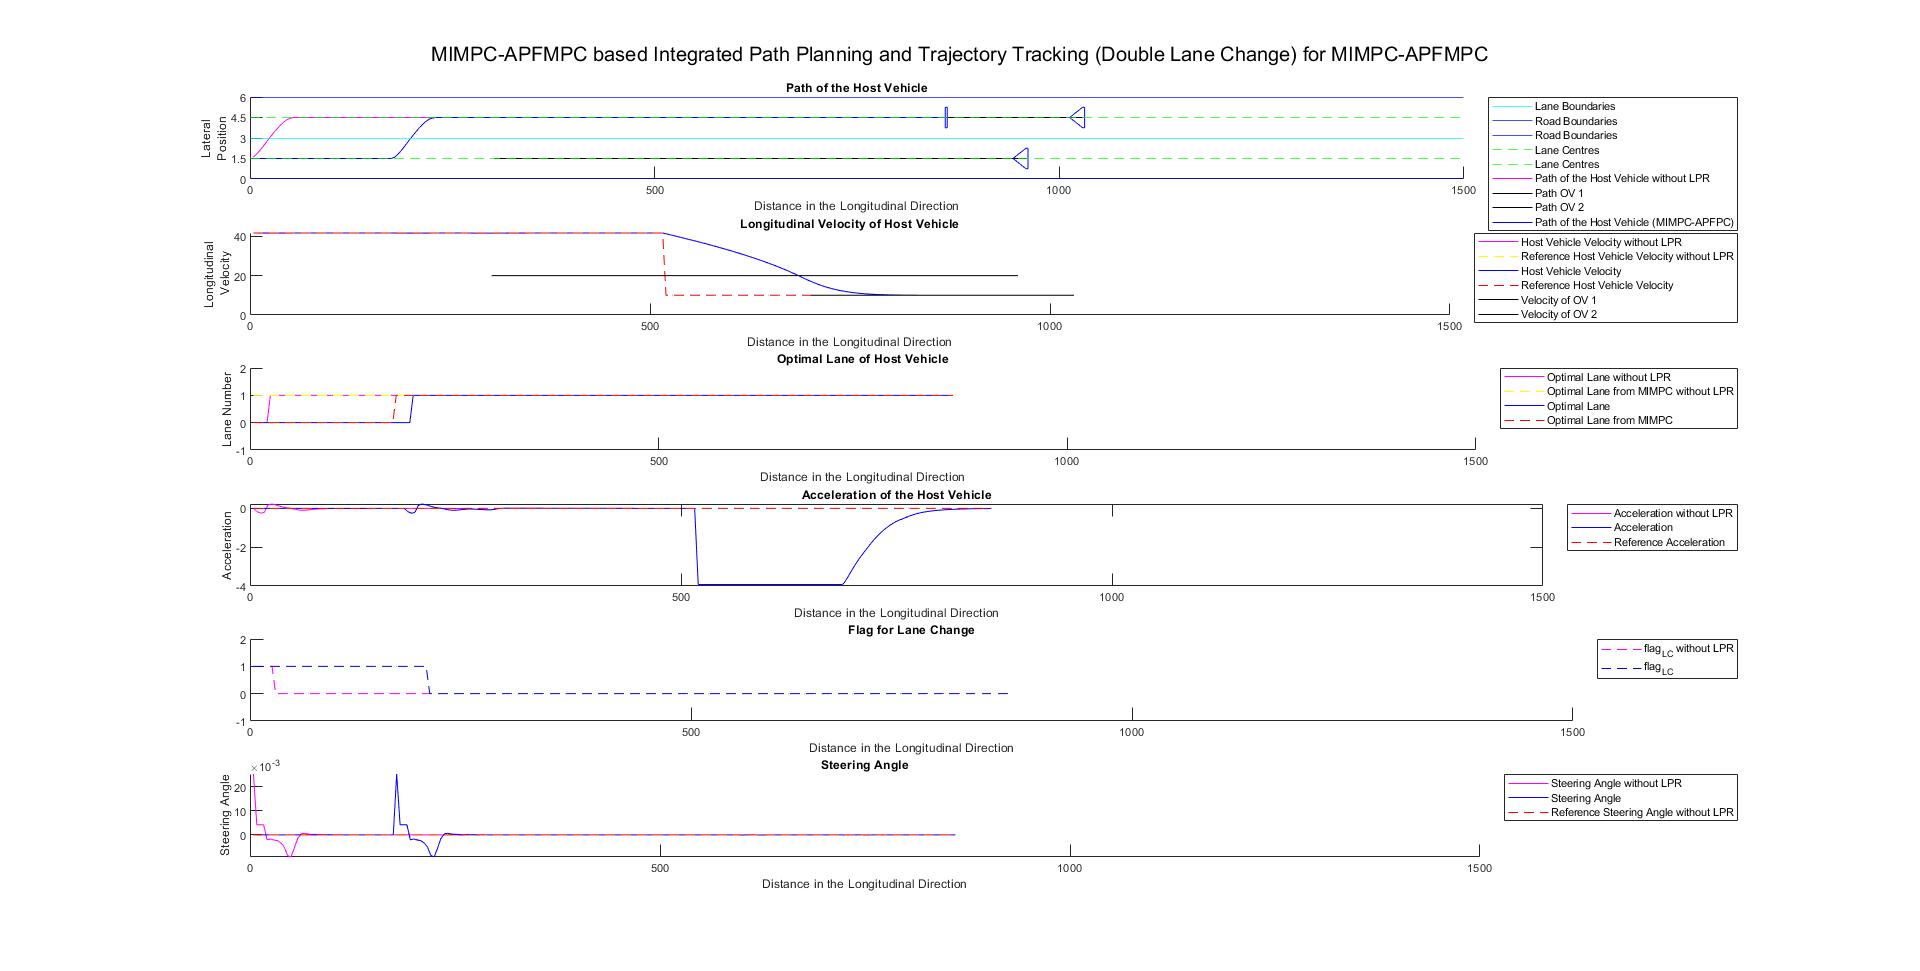 MIMPC-APFMPC based Integrated Path Planning and Trajectory Tracking (Double Lane Change) for MIMPC-APFMPC
Path of the Host Vehicle
Lateral
Position
6
4.5
3
1.5
0
0
500
1000
1500
Distance in the Longitudinal Direction
Lane Boundaries
Road Boundaries
Road Boundaries
Lane Centres
Lane Centres
Path of the Host Vehicle without LPR
Path OV 1
Path OV 2
Path of the Host Vehicle (MIMPC-APFPC)
Longitudinal Velocity of Host Vehicle
Longitudinal
Velocity
40
20
0
0
500
1000
1500
Distance in the Longitudinal Direction
Host Vehicle Velocity without LPR
Reference Host Vehicle Velocity without LPR
Host Vehicle Velocity
Reference Host Vehicle Velocity
Velocity of OV 1
Velocity of OV 2
Optimal Lane of Host Vehicle
Lane Number
2
1
0
-1
0
500
1000
1500
Distance in the Longitudinal Direction
Optimal Lane without LPR
Optimal Lane from MIMPC without LPR
Optimal Lane
Optimal Lane from MIMPC
Acceleration of the Host Vehicle
Acceleration
0
-2
-4
0
500
1000
1500
Distance in the Longitudinal Direction
Acceleration without LPR
Acceleration
Reference Acceleration
Flag for Lane Change
2
1
0
-1
0
500
1000
1500
Distance in the Longitudinal Direction
flag_LC without LPR
flag_LC
Steering Angle
×10^-3
Steering Angle
20
10
0
0
500
1000
1500
Distance in the Longitudinal Direction
Steering Angle without LPR
Steering Angle
Reference Steering Angle without LPR